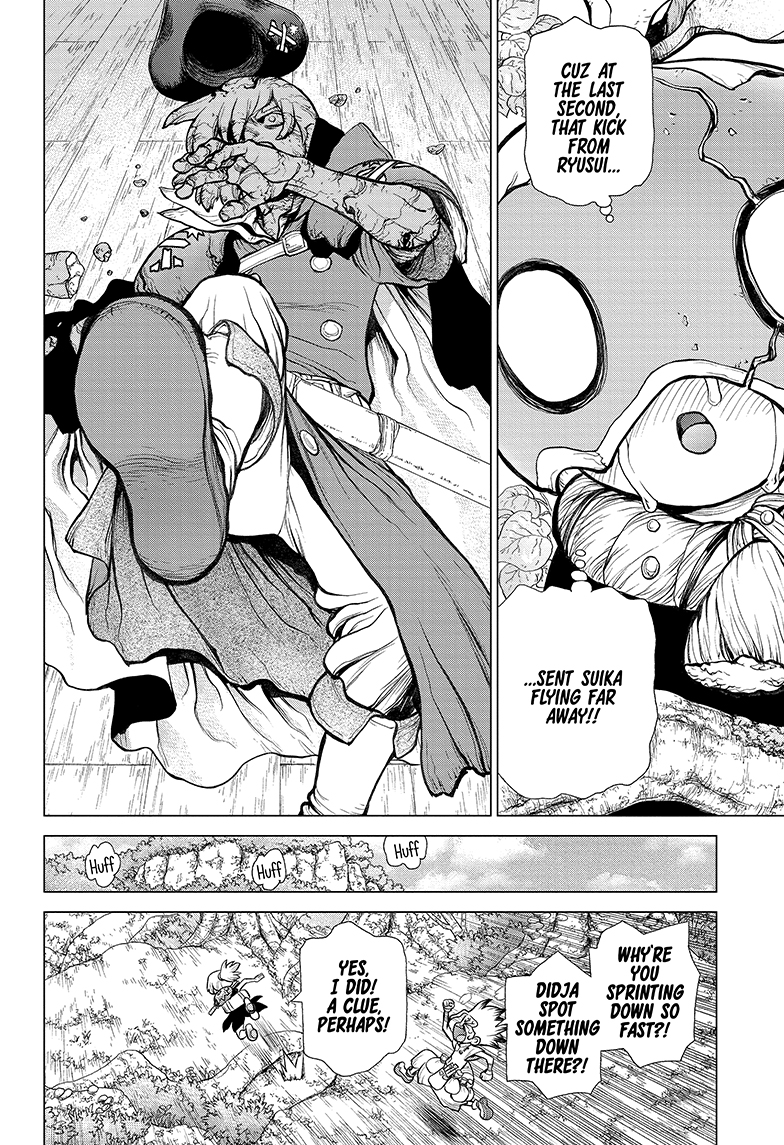 CUZ AT
THE LAST
SECOND,
THAT KICK
FROM
RYUSUI...
...SENT SUIKA
FLYING FAR
AWAY!!
Huff
Huff
Huff
WHY'RE
YOU
SPRINTING
DOWN SO
FAST?!
DIDJA
SPOT
SOMETHING
DOWN
THERE?!
YES,
I DID!
A CLUE,
PERHAPS!